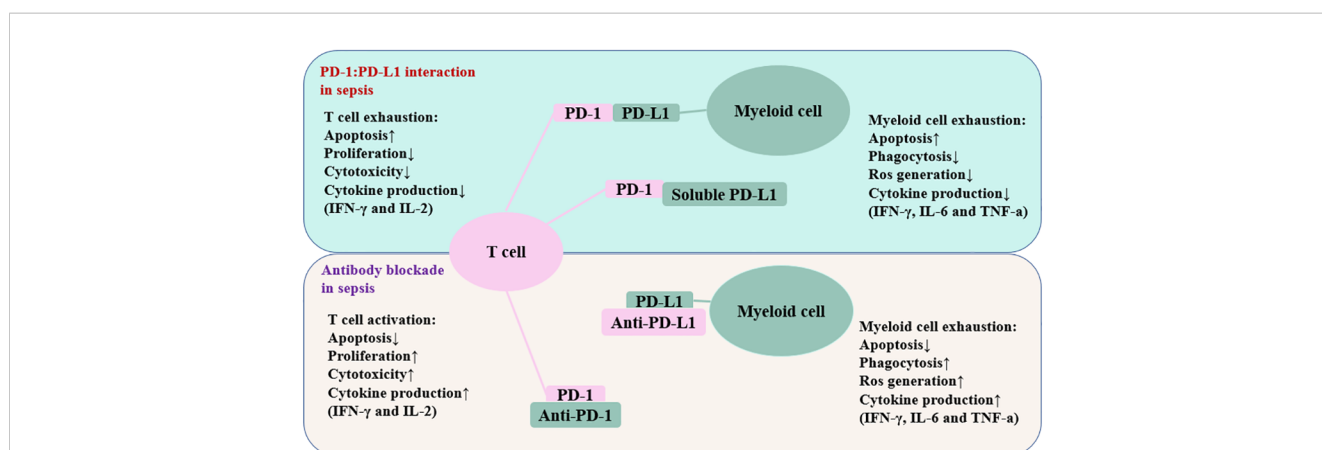 PD-1:PD-L1 interaction
in sepsis
T cell exhaustion:
Apoptosis↑
Proliferation↓
Cytotoxicity↓
Cytokine production↓
(IFN-γ and IL-2)
PD-1
PD-L1
Myeloid cell
PD-1
Soluble PD-L1
Myeloid cell exhaustion:
Apoptosis↑
Phagocytosis↓
Ros generation↓
Cytokine production↓
(IFN-γ, IL-6 and TNF-a)
T cell
Antibody blockade
in sepsis
T cell activation:
Apoptosis↓
Proliferation↑
Cytotoxicity↑
Cytokine production↑
(IFN-γ and IL-2)
PD-L1
Anti-PD-L1
Myeloid cell
PD-1
Anti-PD-1
Myeloid cell exhaustion:
Apoptosis↓
Phagocytosis↑
Ros generation↑
Cytokine production↑
(IFN-γ, IL-6 and TNF-a)